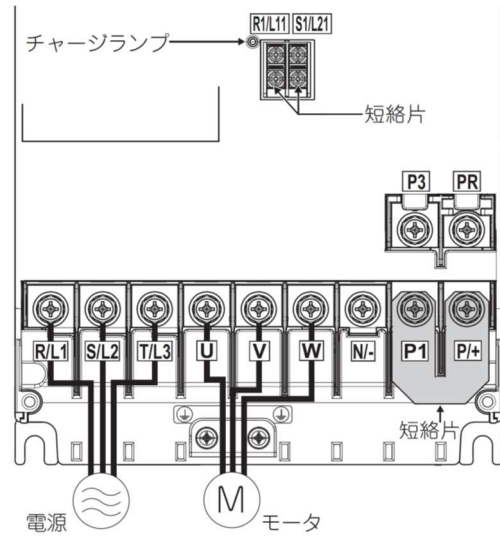 R1/L11 S1/L21
チャージランプ
短絡片
P3 PR
R/L1 S/L2 T/L3 U V W N/- P1 P/+
短絡片
電源 M モータ